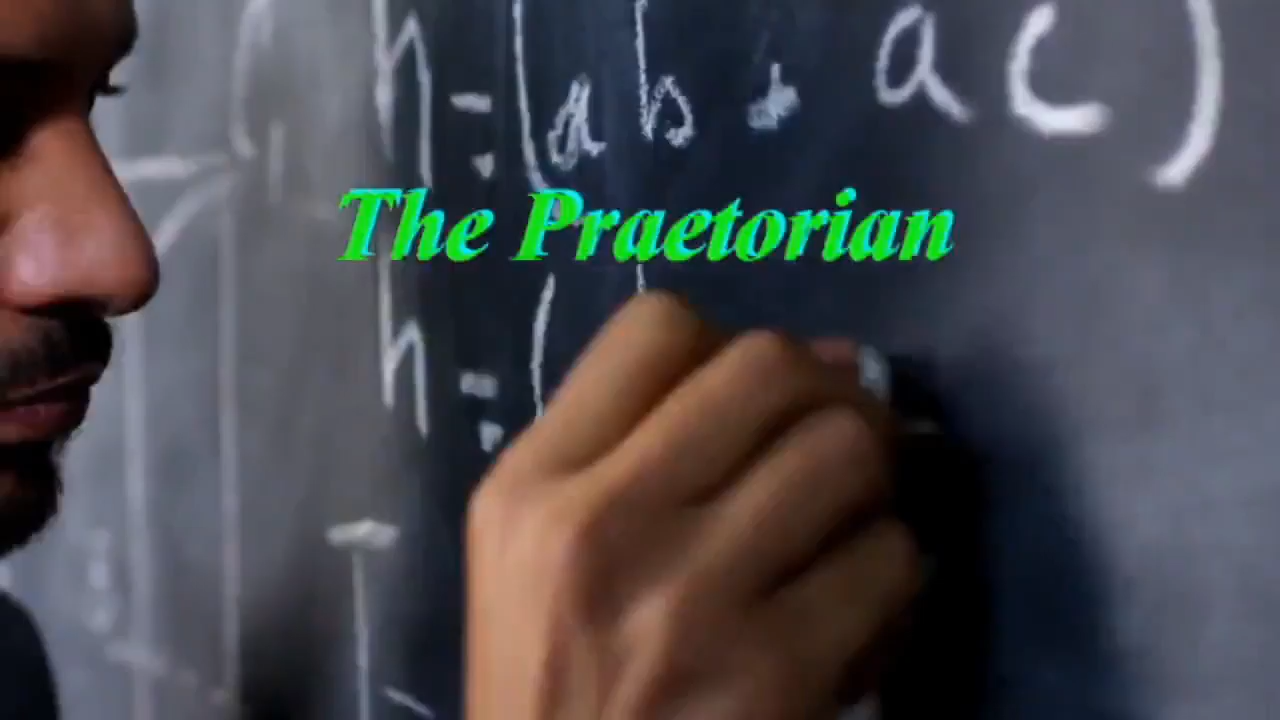 h = (ab + ac)
The Praetorian
h = (